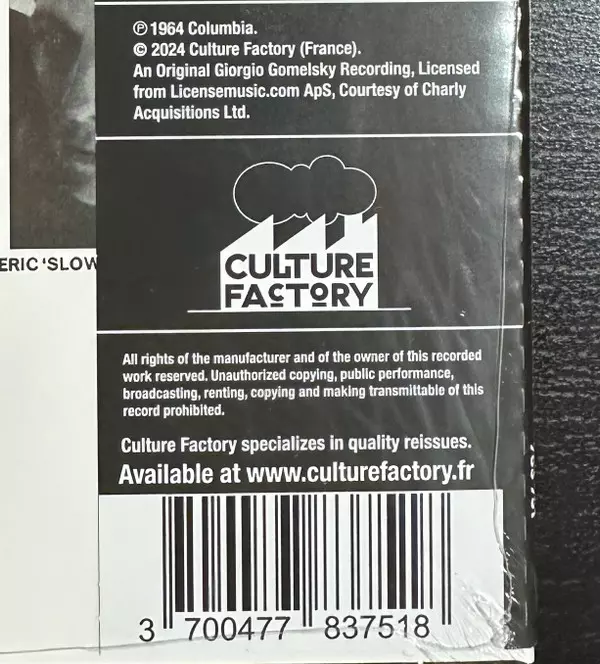 ℗ 1964 Columbia.
© 2024 Culture Factory (France).
An Original Giorgio Gomelsky Recording, Licensed
from Licensemusic.com ApS, Courtesy of Charly
Acquisitions Ltd.
ERIC 'SLOW
CULTURE
FACTORY
All rights of the manufacturer and of the owner of this recorded
work reserved. Unauthorized copying, public performance,
broadcasting, renting, copying and making transmittable of this
record prohibited.
Culture Factory specializes in quality reissues.
Available at www.culturefactory.fr
3 700477 837518